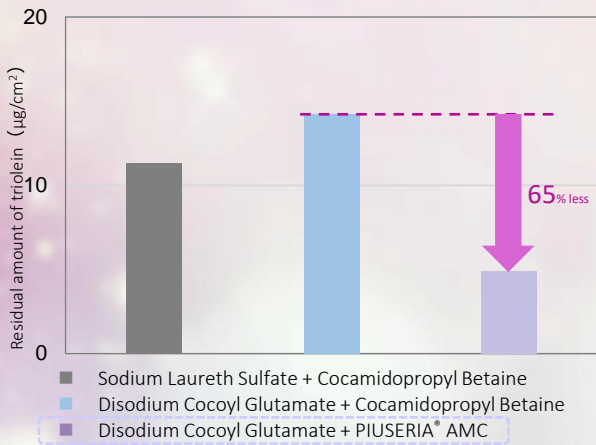 20
10
0
Residual amount of triolein (μg/cm²)
65% less
Sodium Laureth Sulfate + Cocamidopropyl Betaine
Disodium Cocoyl Glutamate + Cocamidopropyl Betaine
Disodium Cocoyl Glutamate + PIUSERIA® AMC